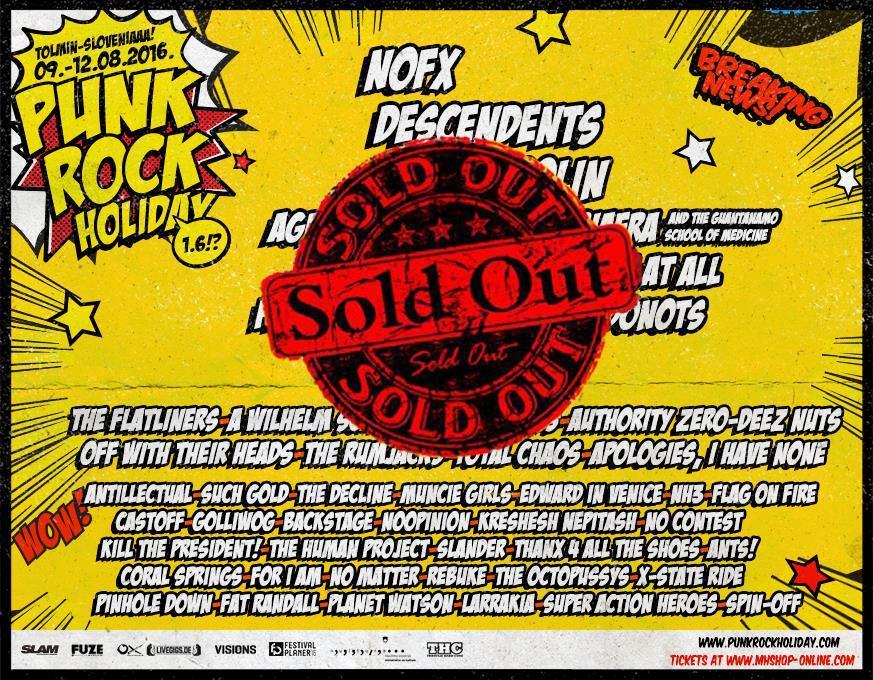 TOLMIN-SLOVENIAAA!
09.-12.08.2016.
PUNK
ROCK
HOLIDAY
1.6!?
BREAKING
NEWS!
NOFX
DESCENDENTS
LIN
AG
AFRA AND THE GUANTANAMO
SCHOOL OF MEDICINE
AT ALL
DONOTS
SOLD OUT
Sold Out
Sold Out
SOLD OUT
THE FLATLINERS-A WILHELM S -AUTHORITY ZERO-DEEZ NUTS
OFF WITH THEIR HEADS-THE RUMJACKS-TOTAL CHAOS-APOLOGIES, I HAVE NONE
WOW!
ANTILLECTUAL-SUCH GOLD-THE DECLINE-MUNCIE GIRLS-EDWARD IN VENICE-NH3-FLAG ON FIRE
CASTOFF-GOLLIWOG-BACKSTAGE-NOOPINION-KRESHESH NEPITASH-NO CONTEST
KILL THE PRESIDENT!-THE HUMAN PROJECT-SLANDER-THANX 4 ALL THE SHOES-ANTS!
CORAL SPRINGS-FOR I AM-NO MATTER-REBUKE-THE OCTOPUSSYS-X-STATE RIDE
PINHOLE DOWN-FAT RANDALL-PLANET WATSON-LARRAKIA-SUPER ACTION HEROES-SPIN-OFF
SLAM FUZE OX LIVEGIGS.DE VISIONS FESTIVAL PLANER THC
WWW.PUNKROCKHOLIDAY.COM
TICKETS AT WWW.MHSHOP-ONLINE.COM